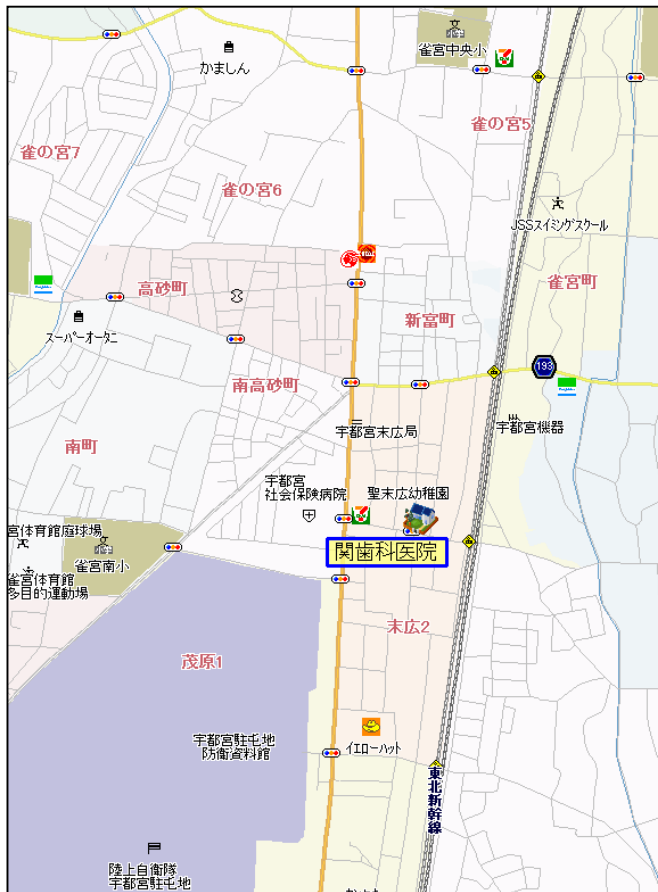 雀宮中央小
かましん
雀の宮5
雀の宮7
雀の宮6
JSSスイミングスクール
雀宮町
高砂町
新富町
スーパーオータニ
193
南高砂町
宇都宮末広局
宇都宮機器
南町
宇都宮
社会保険病院
聖末広幼稚園
宮体育館庭球場
関歯科医院
雀宮南小
雀宮体育館
多目的運動場
末広2
茂原1
宇都宮駐屯地
防衛資料館
イエローハット
東北新幹線
陸上自衛隊
宇都宮駐屯地